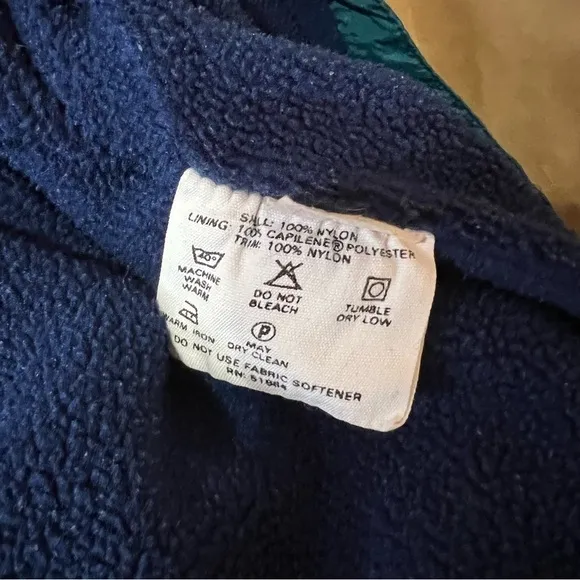 SHELL: 100% NYLON
LINING: 100% CAPILENE® POLYESTER
TRIM: 100% NYLON
40°
MACHINE WASH WARM
DO NOT BLEACH
TUMBLE DRY LOW
WARM IRON
P
MAY DRY CLEAN
DO NOT USE FABRIC SOFTENER
RN: 51884